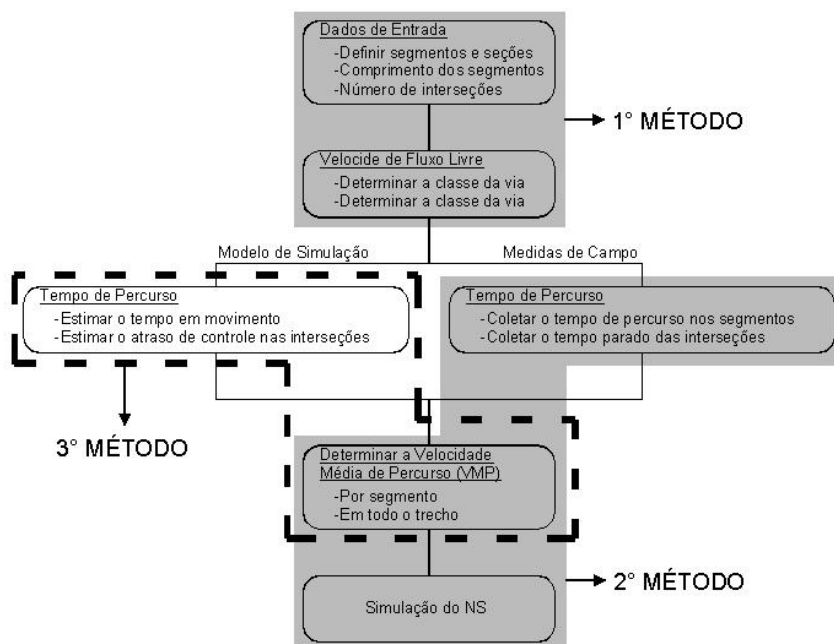 Dados de Entrada
-Definir segmentos e seções
-Comprimento dos segmentos
-Número de interseções
1° MÉTODO
Velocide de Fluxo Livre
-Determinar a classe da via
-Determinar a classe da via
Modelo de Simulação
Medidas de Campo
Tempo de Percurso
-Estimar o tempo em movimento
-Estimar o atraso de controle nas interseções
Tempo de Percurso
-Coletar o tempo de percurso nos segmentos
-Coletar o tempo parado das interseções
3° MÉTODO
Determinar a Velocidade
Média de Percurso (VMP)
-Por segmento
-Em todo o trecho
2° MÉTODO
Simulação do NS